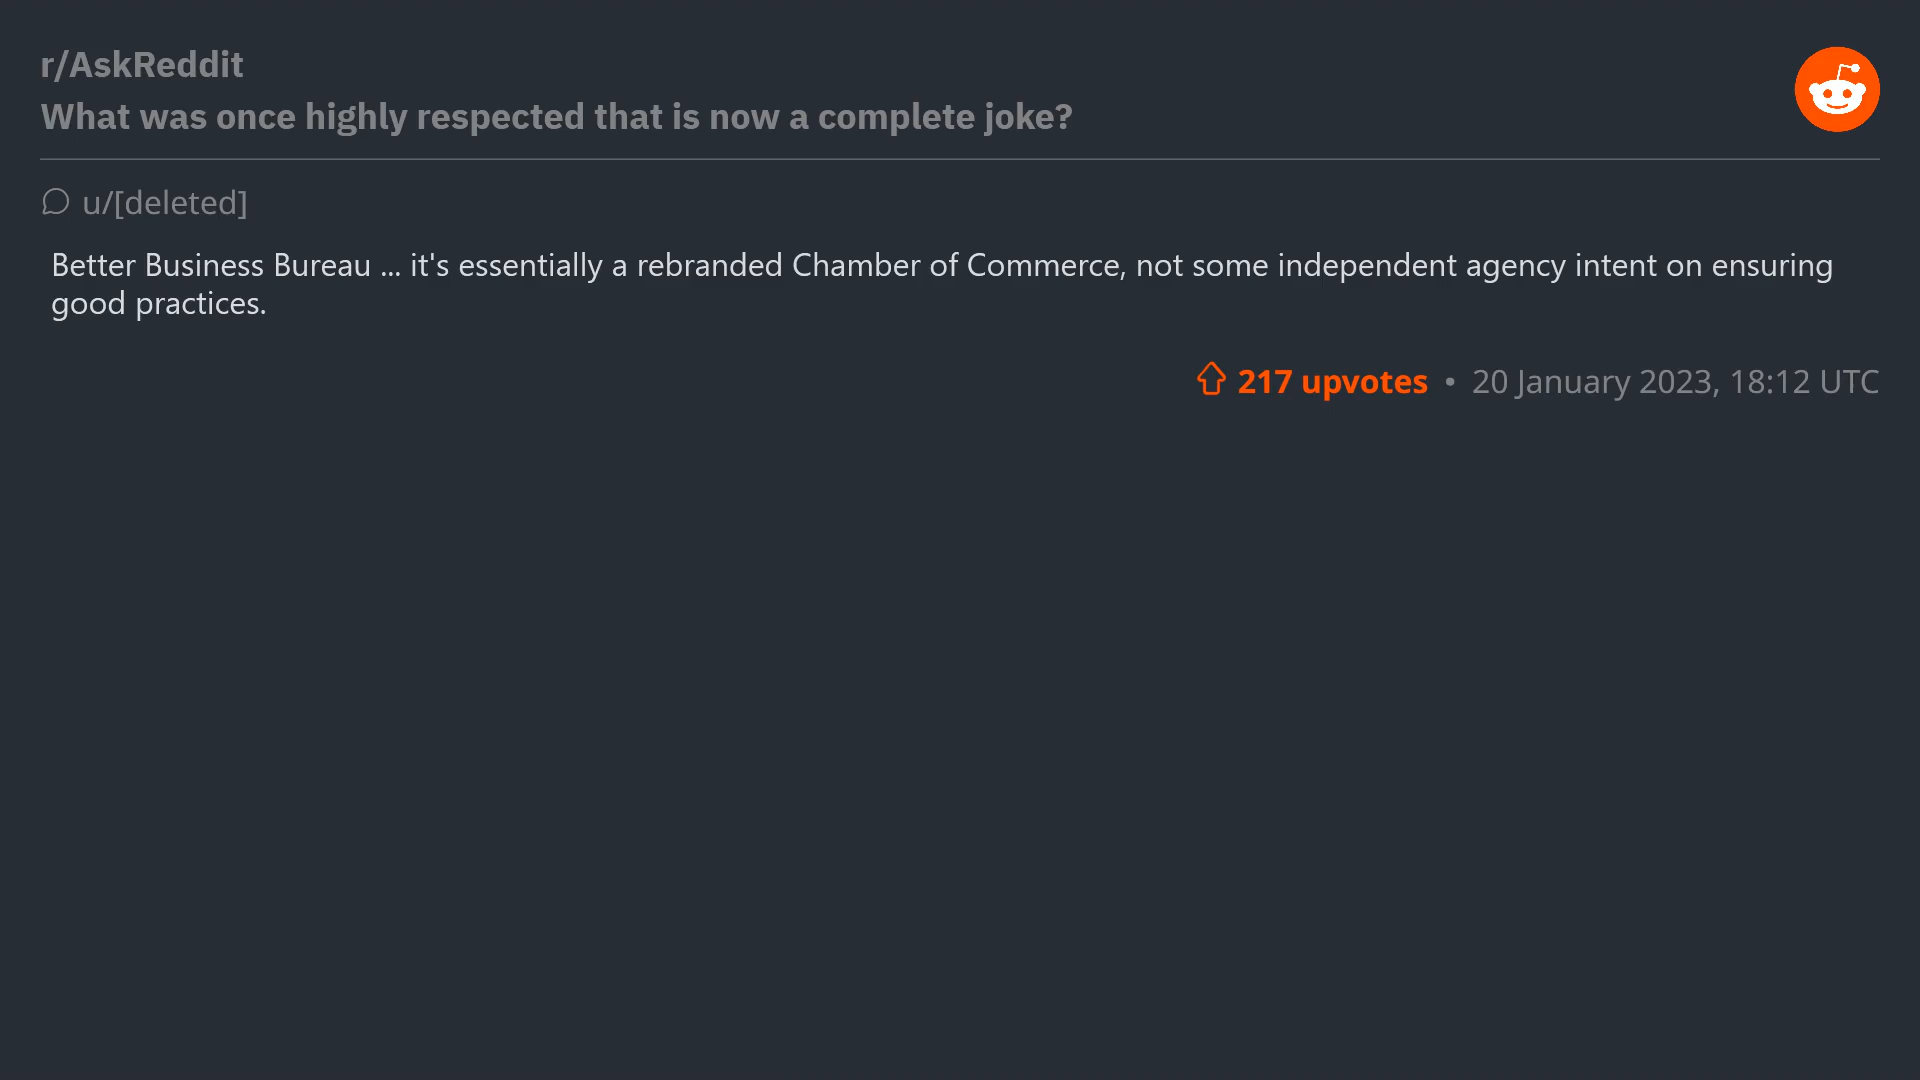 r/AskReddit
What was once highly respected that is now a complete joke?
u/[deleted]
Better Business Bureau ... it's essentially a rebranded Chamber of Commerce, not some independent agency intent on ensuring
good practices.
217 upvotes • 20 January 2023, 18:12 UTC